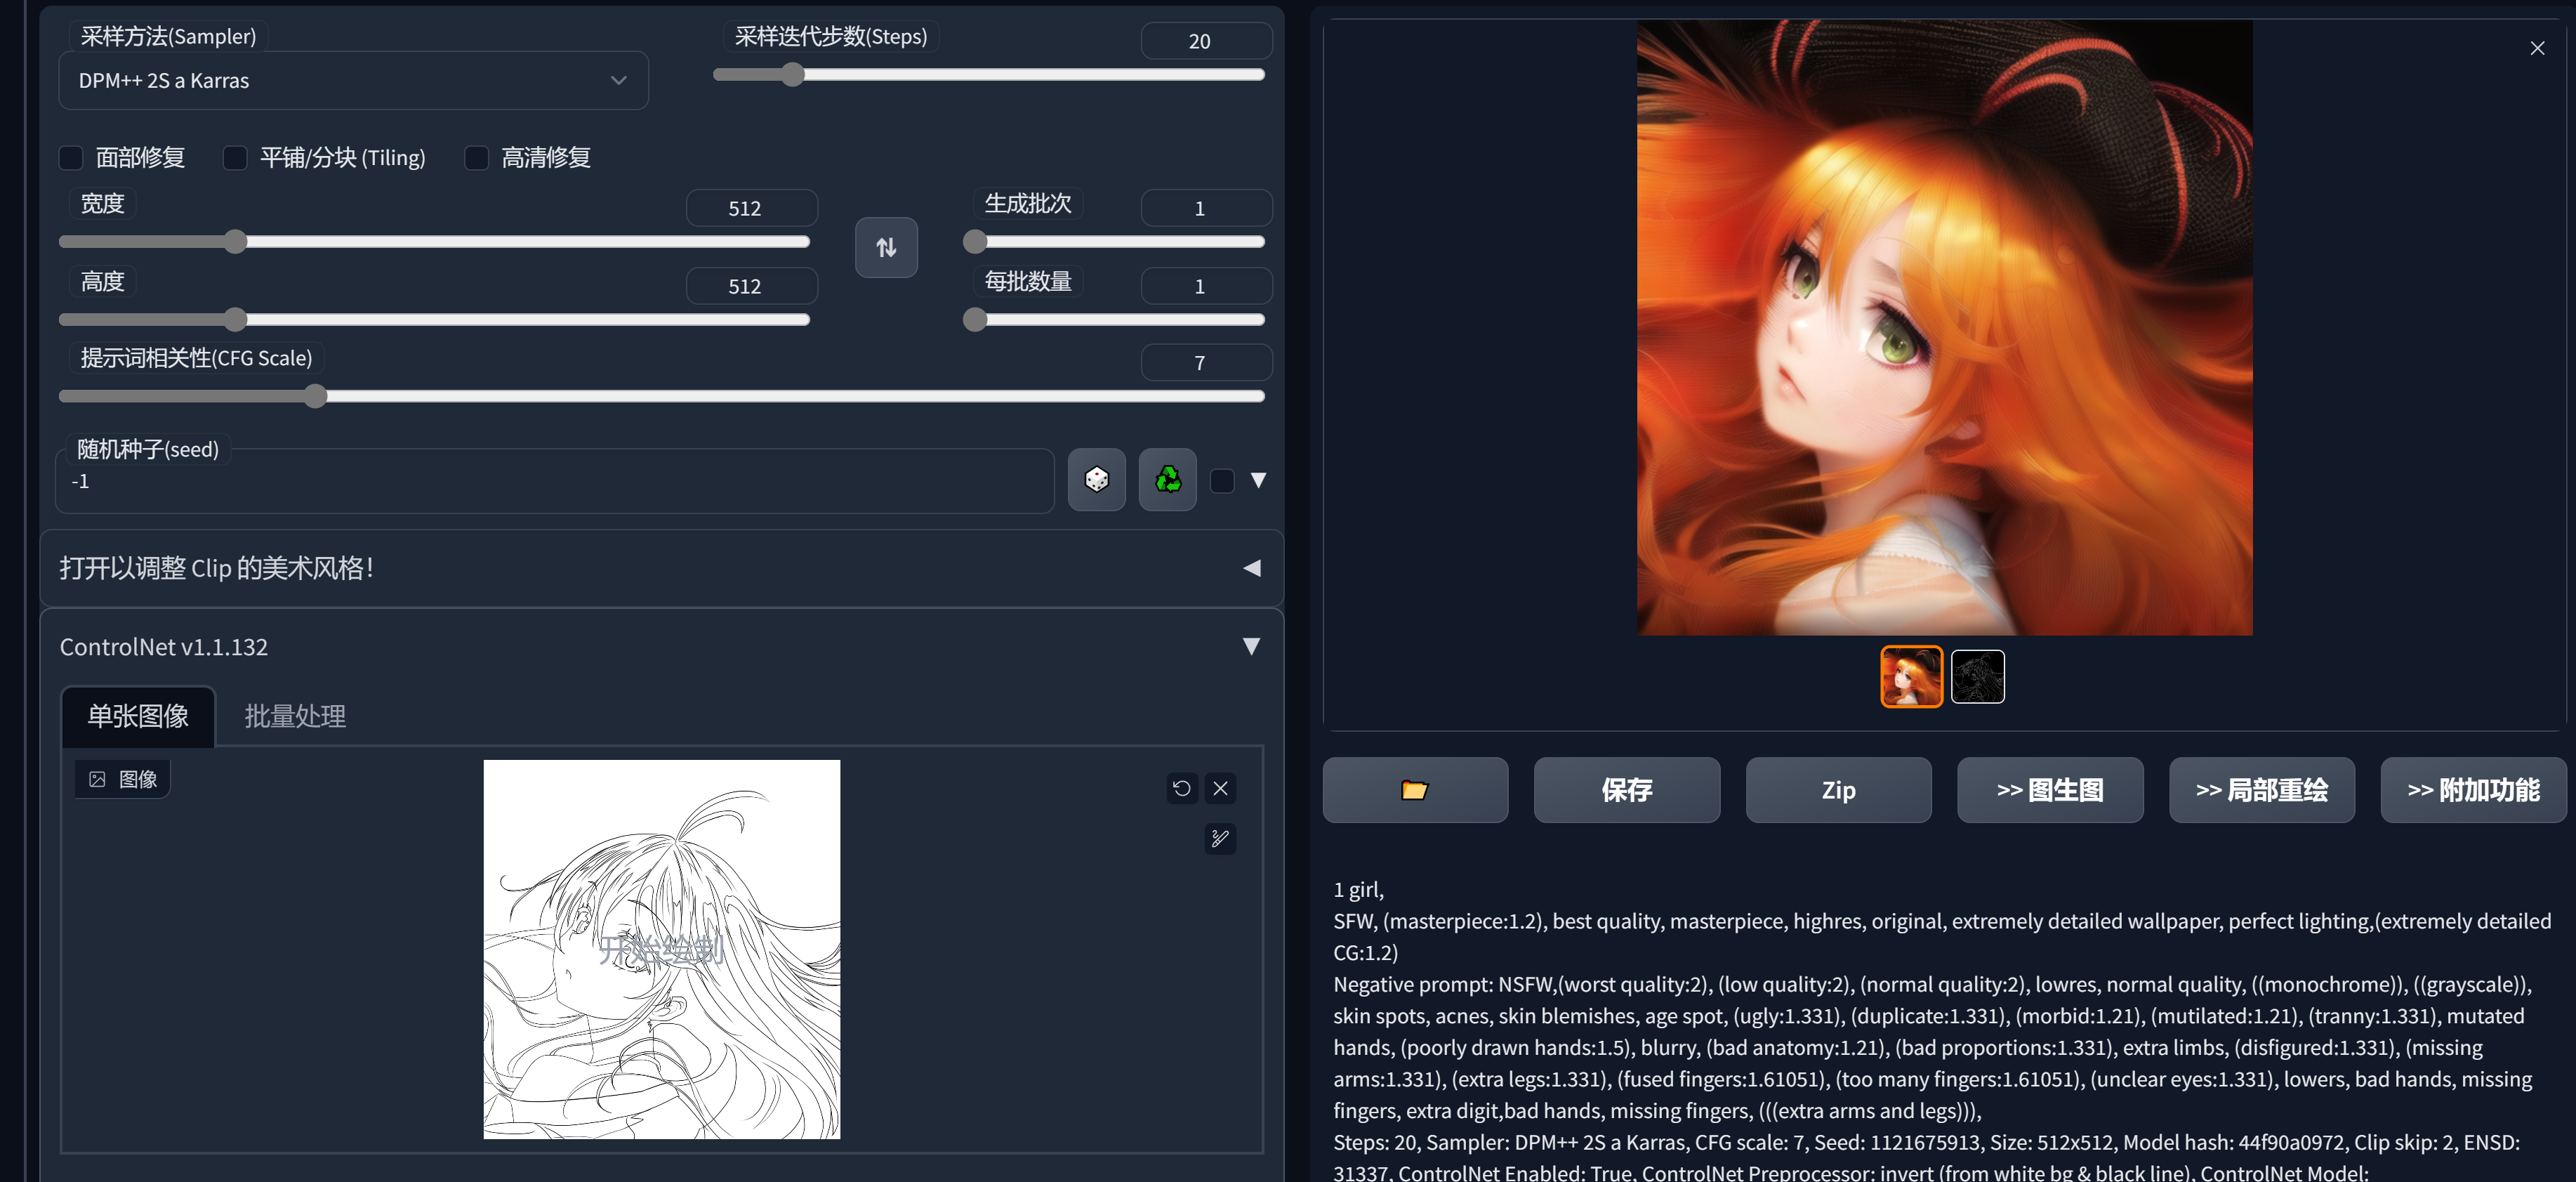 采样方法(Sampler)
DPM++ 2S a Karras
采样迭代步数(Steps)
20
面部修复
平铺/分块 (Tiling)
高清修复
宽度
512
生成批次
1
高度
512
每批数量
1
提示词相关性(CFG Scale)
7
随机种子(seed)
-1
打开以调整 Clip 的美术风格!
ControlNet v1.1.132
单张图像
批量处理
图像
开始绘制
保存
Zip
>> 图生图
>> 局部重绘
>> 附加功能
1 girl,
SFW, (masterpiece:1.2), best quality, masterpiece, highres, original, extremely detailed wallpaper, perfect lighting,(extremely detailed
CG:1.2)
Negative prompt: NSFW,(worst quality:2), (low quality:2), (normal quality:2), lowres, normal quality, ((monochrome)), ((grayscale)),
skin spots, acnes, skin blemishes, age spot, (ugly:1.331), (duplicate:1.331), (morbid:1.21), (mutilated:1.21), (tranny:1.331), mutated
hands, (poorly drawn hands:1.5), blurry, (bad anatomy:1.21), (bad proportions:1.331), extra limbs, (disfigured:1.331), (missing
arms:1.331), (extra legs:1.331), (fused fingers:1.61051), (too many fingers:1.61051), (unclear eyes:1.331), lowers, bad hands, missing
fingers, extra digit,bad hands, missing fingers, (((extra arms and legs))),
Steps: 20, Sampler: DPM++ 2S a Karras, CFG scale: 7, Seed: 1121675913, Size: 512x512, Model hash: 44f90a0972, Clip skip: 2, ENSD:
31337, ControlNet Enabled: True, ControlNet Preprocessor: invert (from white bg & black line), ControlNet Model: